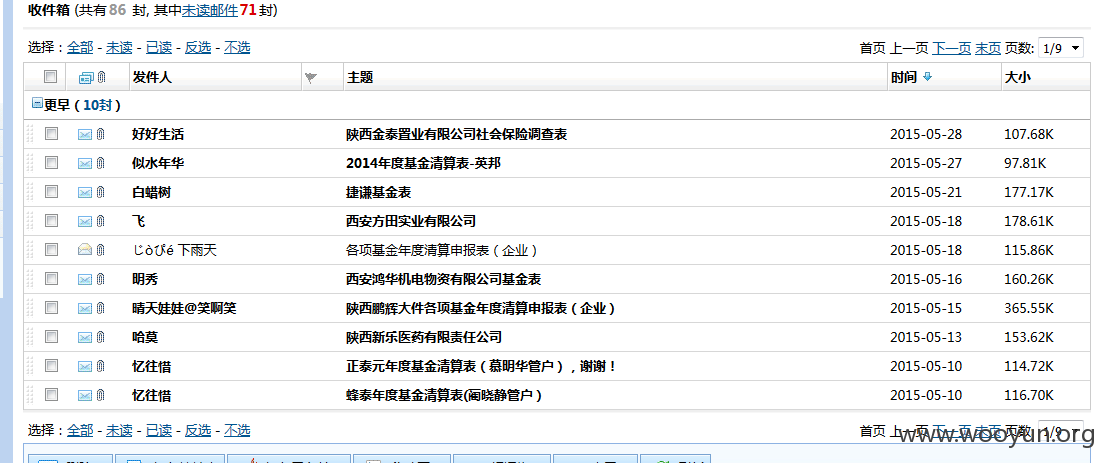 收件箱 (共有86 封, 其中未读邮件71封)
选择：全部 - 未读 - 已读 - 反选 - 不选 首页 上一页 下一页 末页 页数: 1/9
发件人 主题 时间 大小
更早（10封）
好好生活 陕西金泰置业有限公司社会保险调查表 2015-05-28 107.68K
似水年华 2014年度基金清算表-英邦 2015-05-27 97.81K
白蜡树 捷谦基金表 2015-05-21 177.17K
飞 西安方田实业有限公司 2015-05-18 178.61K
じòぴé 下雨天 各项基金年度清算申报表（企业） 2015-05-18 115.86K
明秀 西安鸿华机电物资有限公司基金表 2015-05-16 160.26K
晴天娃娃@笑啊笑 陕西鹏辉大件各项基金年度清算申报表（企业） 2015-05-15 365.55K
哈莫 陕西新乐医药有限责任公司 2015-05-13 153.62K
忆往惜 正泰元年度基金清算表（慕明华管户），谢谢！ 2015-05-10 114.72K
忆往惜 蜂泰年度基金清算表(阚晓静管户） 2015-05-10 116.70K
选择：全部 - 未读 - 已读 - 反选 - 不选 首页 上一页 下一页 末页 页数: 1/9
www.wooyun.org